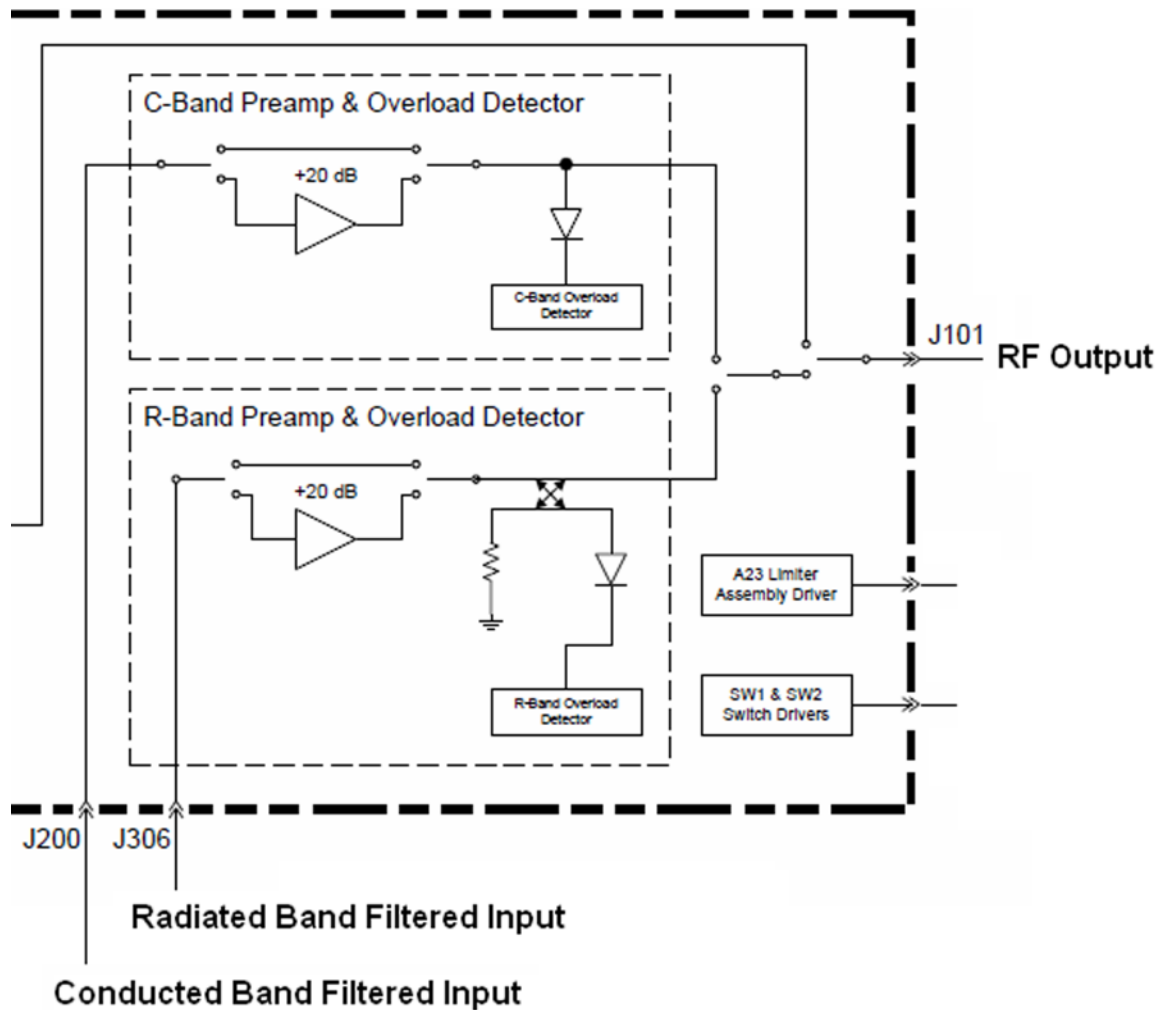 C-Band Preamp & Overload Detector
+20 dB
C-Band Overload
Detector
J101
RF Output
R-Band Preamp & Overload Detector
+20 dB
A23 Limiter
Assembly Driver
R-Band Overload
Detector
SW1 & SW2
Switch Drivers
J200
J306
Radiated Band Filtered Input
Conducted Band Filtered Input